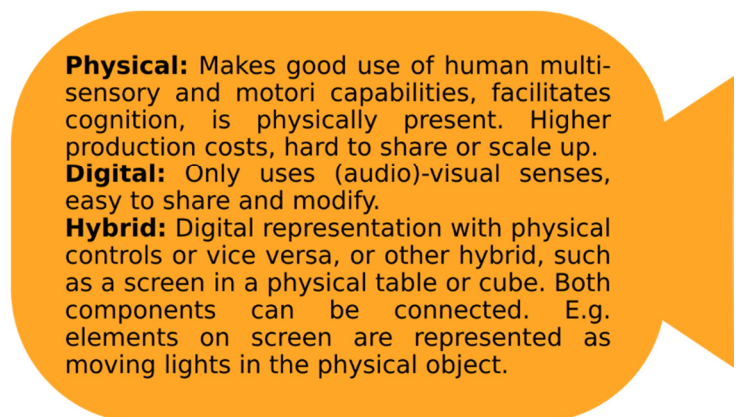 Physical: Makes good use of human multi-
sensory and motori capabilities, facilitates
cognition, is physically present. Higher
production costs, hard to share or scale up.
Digital: Only uses (audio)-visual senses,
easy to share and modify.
Hybrid: Digital representation with physical
controls or vice versa, or other hybrid, such
as a screen in a physical table or cube. Both
components can be connected. E.g.
elements on screen are represented as
moving lights in the physical object.